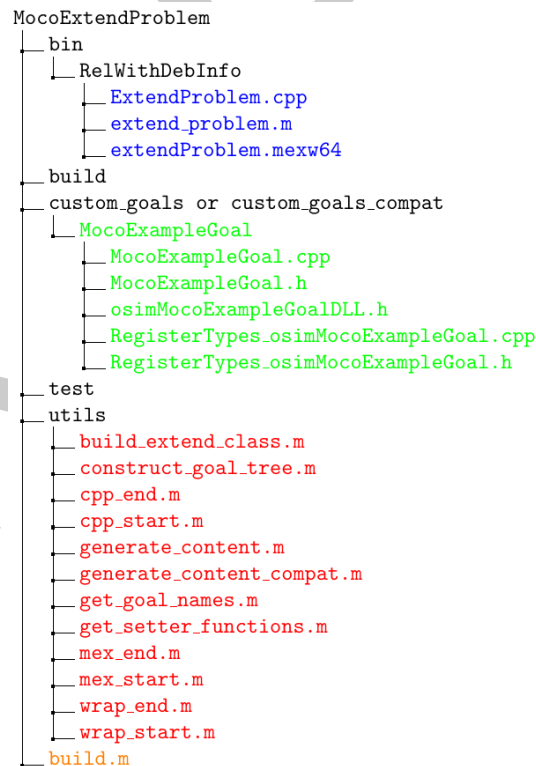 MocoExtendProblem
bin
RelWithDebInfo
ExtendProblem.cpp
extend_problem.m
extendProblem.mexw64
build
custom_goals or custom_goals_compat
MocoExampleGoal
MocoExampleGoal.cpp
MocoExampleGoal.h
osimMocoExampleGoalDLL.h
RegisterTypes_osimMocoExampleGoal.cpp
RegisterTypes_osimMocoExampleGoal.h
test
utils
build_extend_class.m
construct_goal_tree.m
cpp_end.m
cpp_start.m
generate_content.m
generate_content_compat.m
get_goal_names.m
get_setter_functions.m
mex_end.m
mex_start.m
wrap_end.m
wrap_start.m
build.m